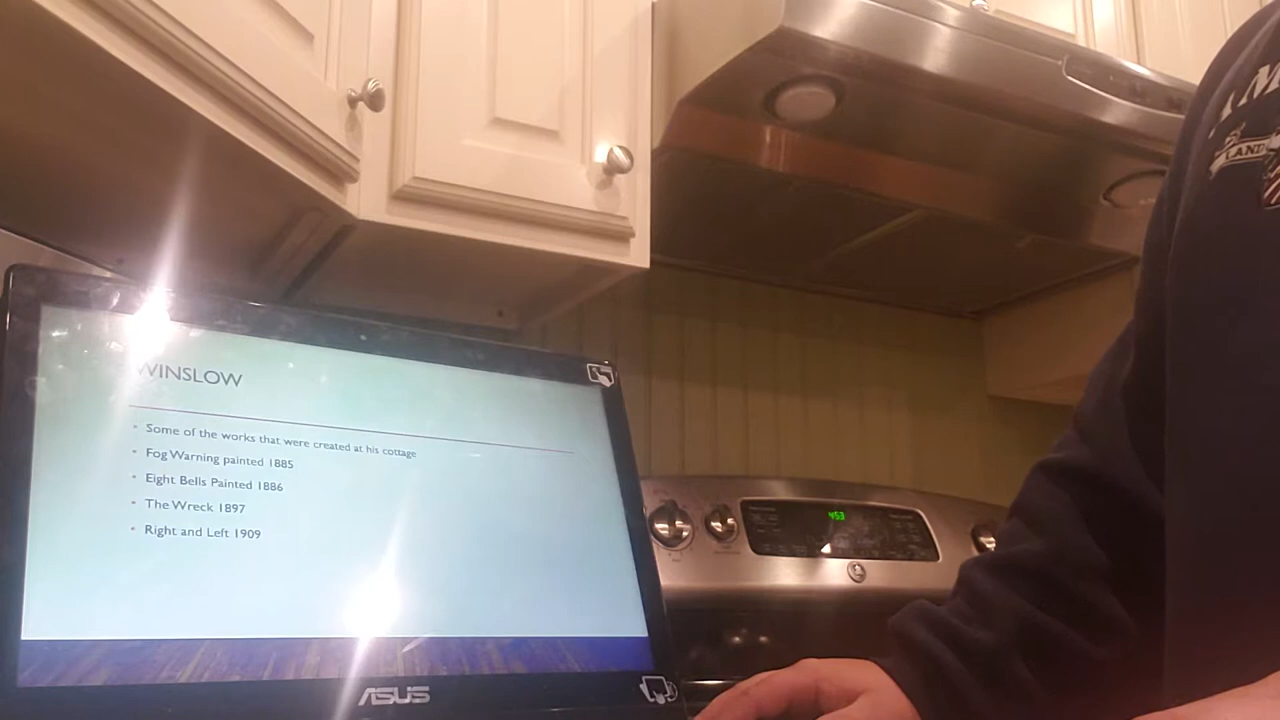 WINSLOW
Some of the works that were created at his cottage
Fog Warning painted 1885
Eight Bells Painted 1886
The Wreck 1897
Right and Left 1909
ASUS
453
LAND